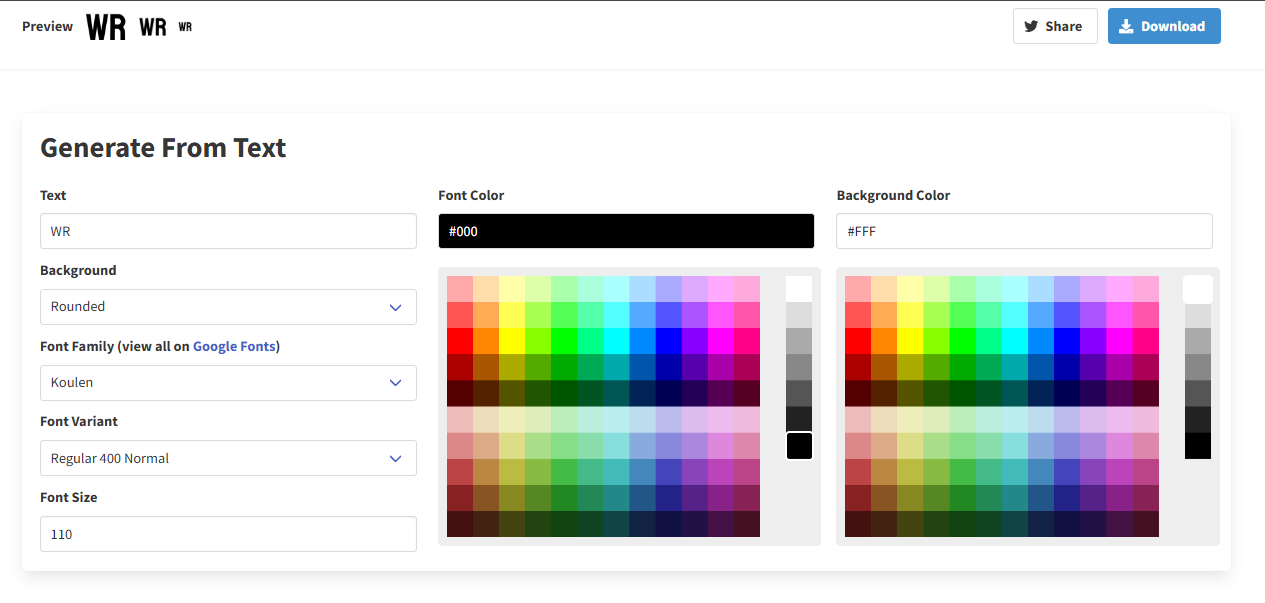 Preview WR WR WR
Share
Download
Generate From Text
Text
WR
Background
Rounded
Font Family (view all on Google Fonts)
Koulen
Font Variant
Regular 400 Normal
Font Size
110
Font Color
#000
Background Color
#FFF